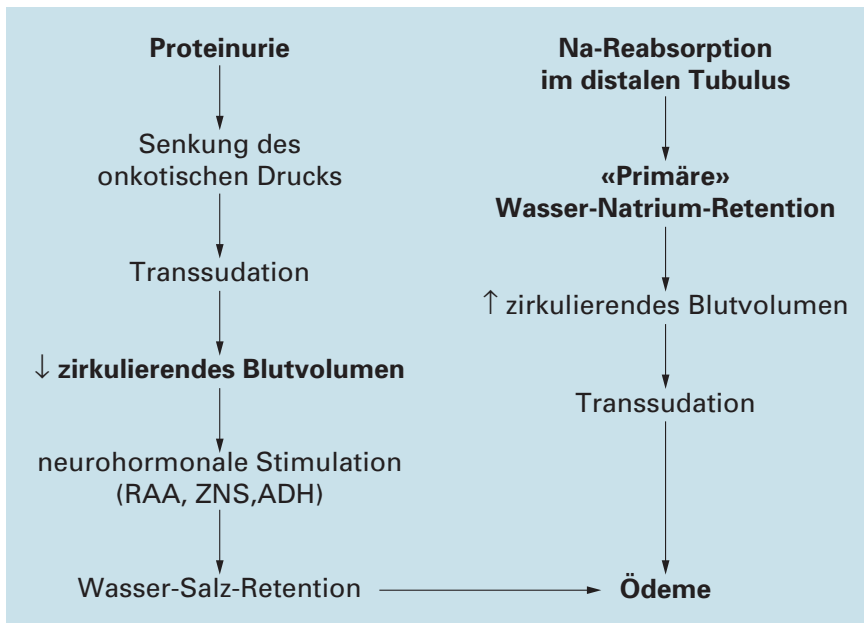 Proteinurie
Senkung des
onkotischen Drucks
Transsudation
↓ zirkulierendes Blutvolumen
neurohormonale Stimulation
(RAA, ZNS,ADH)
Wasser-Salz-Retention
Na-Reabsorption
im distalen Tubulus
«Primäre»
Wasser-Natrium-Retention
↑ zirkulierendes Blutvolumen
Transsudation
Ödeme